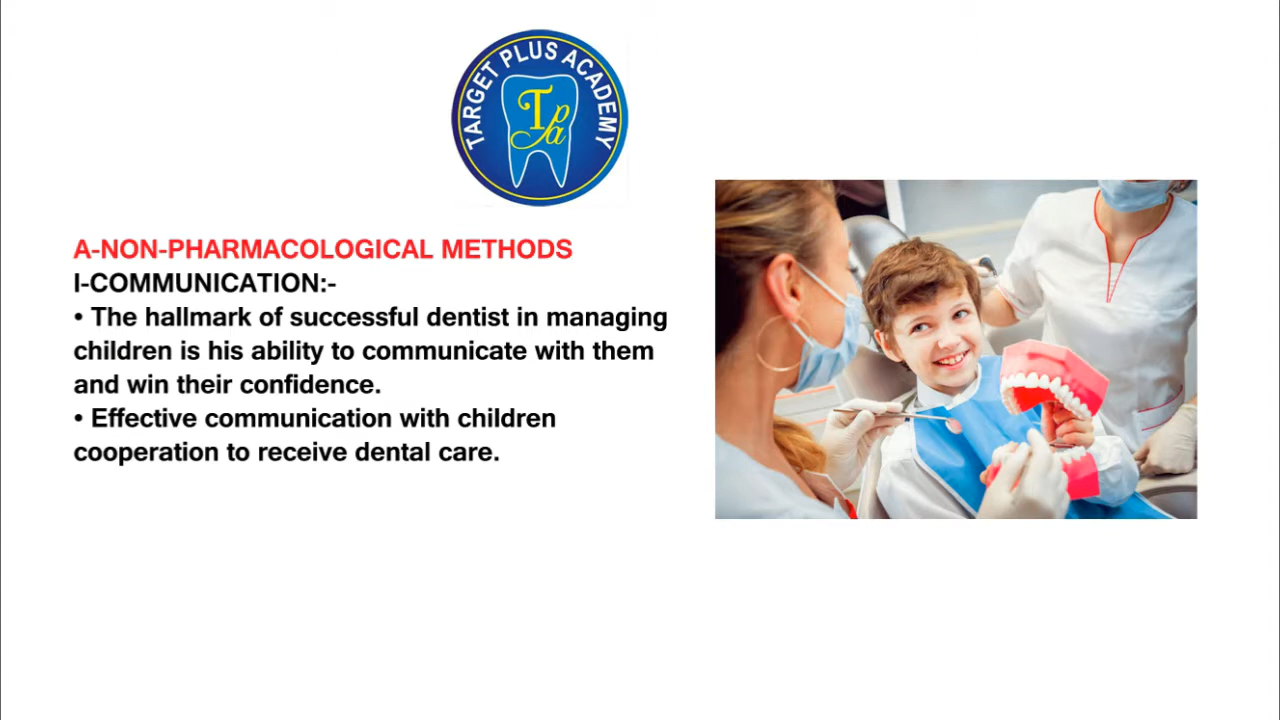 TARGET PLUS ACADEMY
Tpa
A-NON-PHARMACOLOGICAL METHODS
I-COMMUNICATION:-
• The hallmark of successful dentist in managing
children is his ability to communicate with them
and win their confidence.
• Effective communication with children
cooperation to receive dental care.